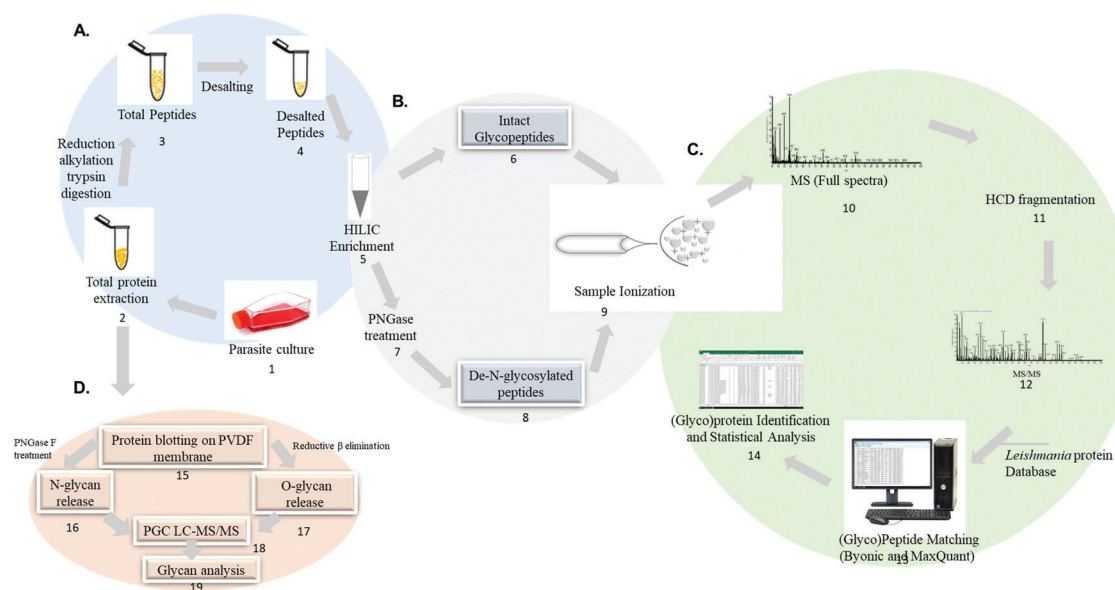 A.
Total Peptides
3
Desalting
Desalted
Peptides
4
Reduction
alkylation
trypsin
digestion
Total protein
extraction
2
Parasite culture
1
B.
HILIC
Enrichment
5
Intact
Glycopeptides
6
PNGase
treatment
7
De-N-glycosylated
peptides
8
Sample Ionization
9
C.
MS (Full spectra)
10
HCD fragmentation
11
MS/MS
12
Leishmania protein
Database
(Glyco)Peptide Matching
(Byonic and MaxQuant)
13
(Glyco)protein Identification
and Statistical Analysis
14
D.
Protein blotting on PVDF
membrane
15
PNGase F
treatment
Reductive β elimination
N-glycan
release
16
O-glycan
release
17
PGC LC-MS/MS
18
Glycan analysis
19